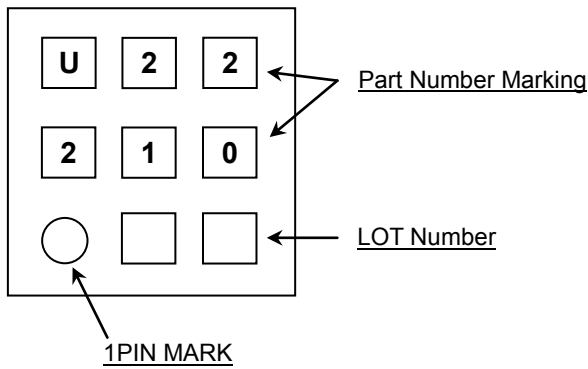 U 2 2
Part Number Marking
2 1 0
LOT Number
1PIN MARK